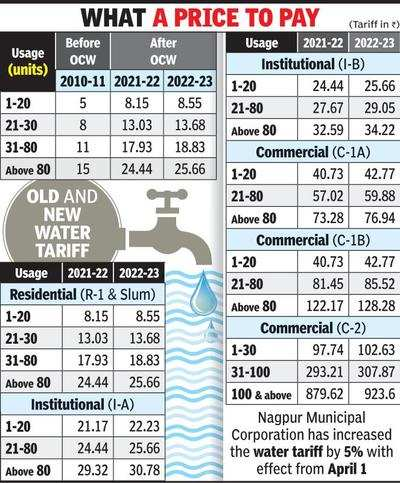 WHAT A PRICE TO PAY
(Tariff in ₹)
Usage (units) Before OCW After OCW
2010-11 2021-22 2022-23
1-20 5 8.15 8.55
21-30 8 13.03 13.68
31-80 11 17.93 18.83
Above 80 15 24.44 25.66
OLD AND
NEW
WATER
TARIFF
Usage 2021-22 2022-23
Residential (R-1 & Slum)
1-20 8.15 8.55
21-30 13.03 13.68
31-80 17.93 18.83
Above 80 24.44 25.66
Institutional (I-A)
1-20 21.17 22.23
21-80 24.44 25.66
Above 80 29.32 30.78
Usage 2021-22 2022-23
Institutional (I-B)
1-20 24.44 25.66
21-80 27.67 29.05
Above 80 32.59 34.22
Commercial (C-1A)
1-20 40.73 42.77
21-80 57.02 59.88
Above 80 73.28 76.94
Commercial (C-1B)
1-20 40.73 42.77
21-80 81.45 85.52
Above 80 122.17 128.28
Commercial (C-2)
1-30 97.74 102.63
31-100 293.21 307.87
100 & above 879.62 923.6
Nagpur Municipal
Corporation has increased
the water tariff by 5% with
effect from April 1